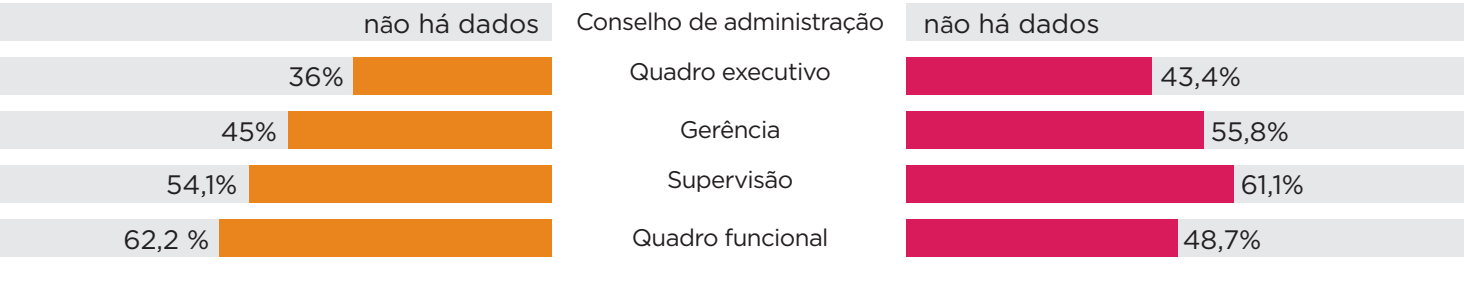 não há dados Conselho de administração não há dados
36% Quadro executivo 43,4%
45% Gerência 55,8%
54,1% Supervisão 61,1%
62,2 % Quadro funcional 48,7%